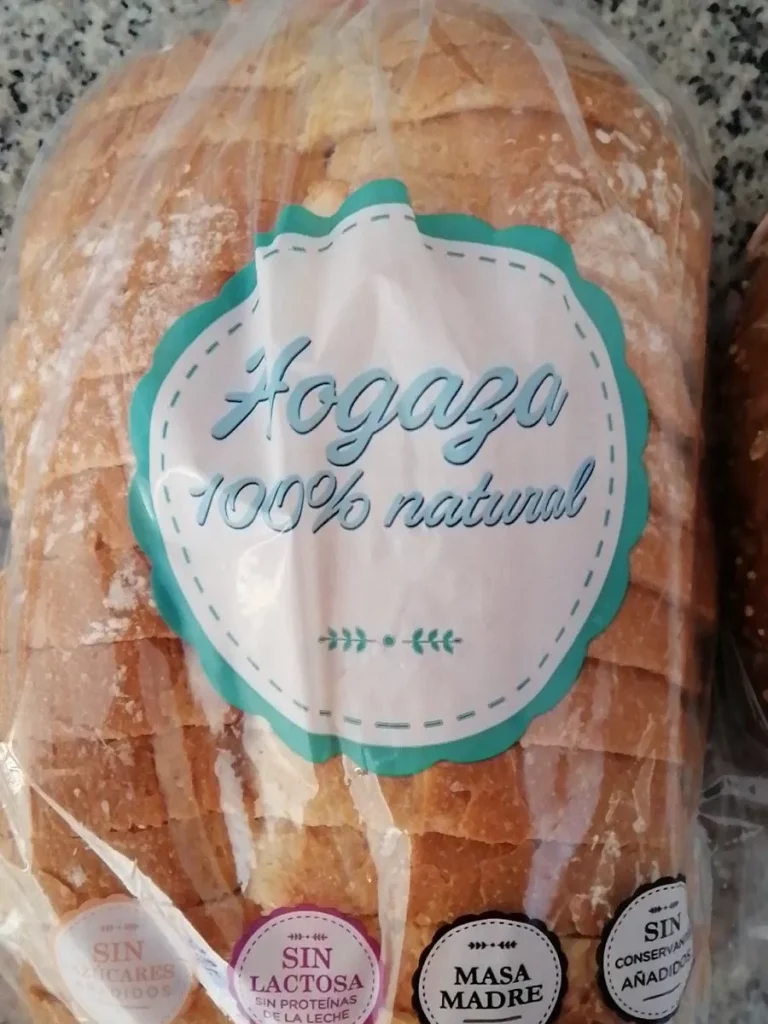 Hogaza
100% natural
SIN
AZÚCARES
AÑADIDOS
SIN
LACTOSA
SIN PROTEÍNAS
DE LA LECHE
MASA
MADRE
SIN
AÑADIDOS